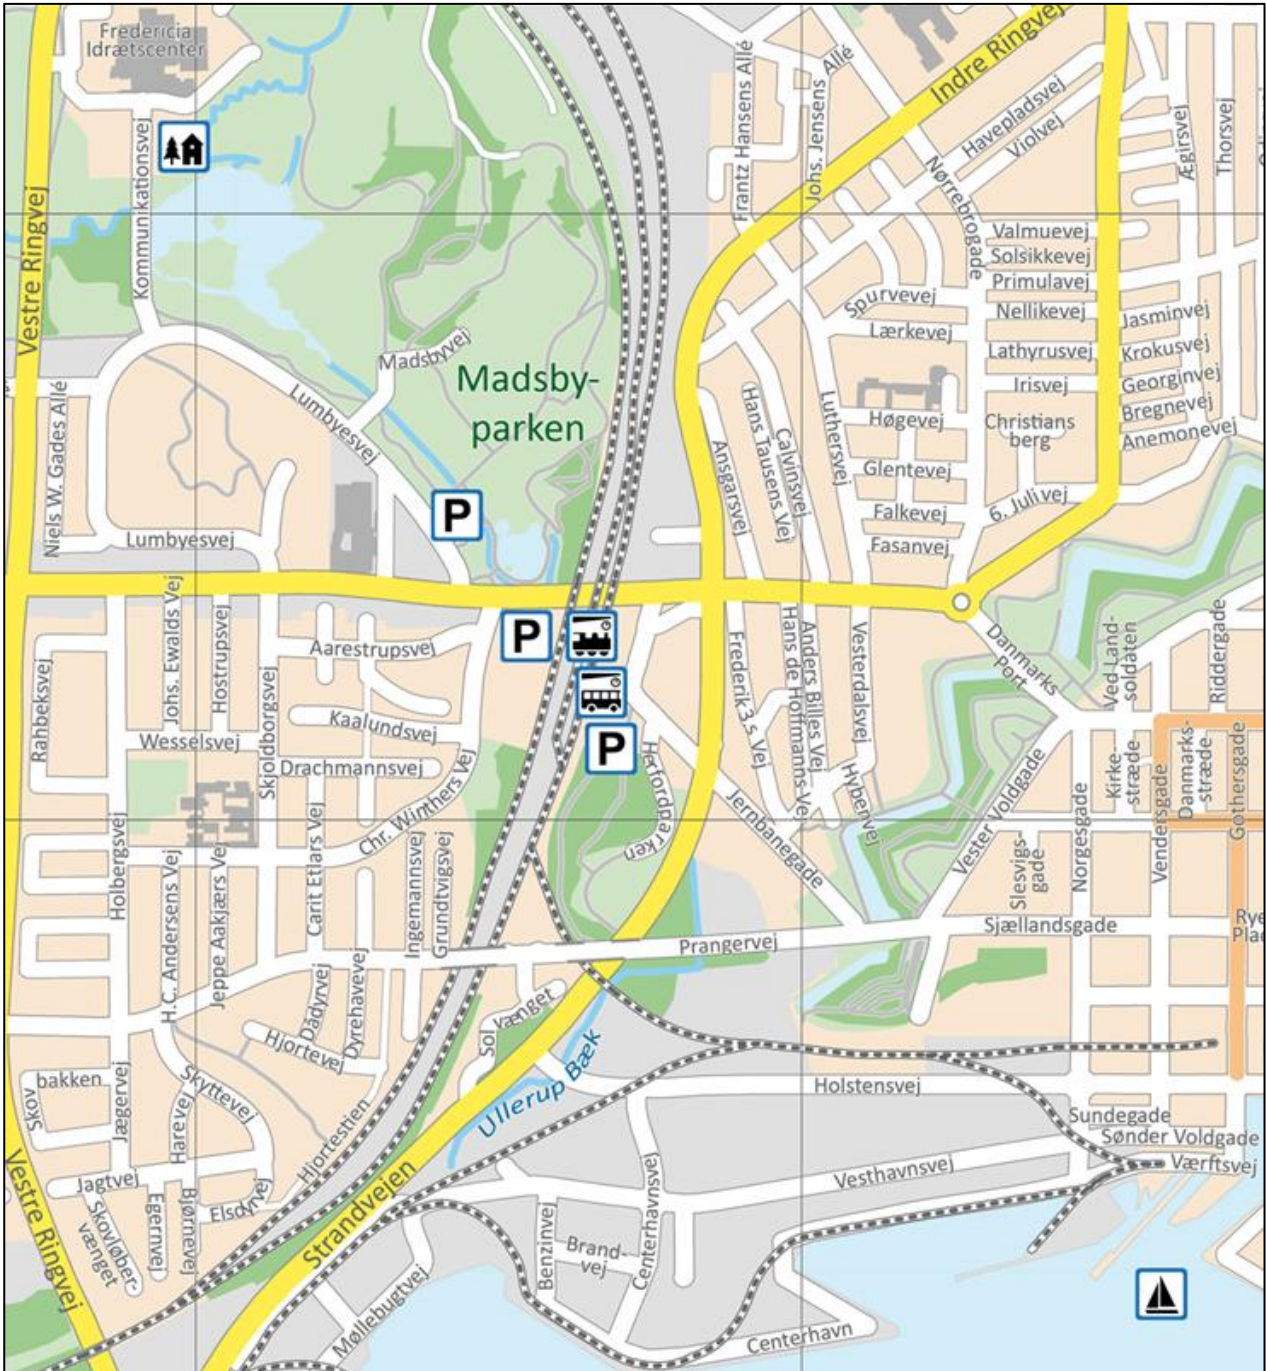 Fredericia
Idrætscenter
Kommunikationsvej
Vestre Ringvej
Niels W. Gades Allé
Lumbyesvej
Lumbyesvej
Madsbyvej
Madsby-
parken
P
Frantz Hansens Allé
Johs. Jensens Allé
Indre Ringvej
Havepladsvej
Violvej
Nørrebrogade
Ægirsvej
Thorsvej
Valmuevej
Solsikkevej
Primulavej
Nellikevej
Lathyrusvej
Irisvej
Christians
berg
6. Julivej
Jasminvej
Krokusvej
Georginvej
Bregnevej
Anemonevej
Spurvevej
Lærkevej
Høgevej
Glentevej
Falkevej
Fasanvej
Luthersvej
Calvinsvej
Hans Tausens Vej
Ansgarsvej
Rahbeksvej
Johs. Ewalds Vej
Hostrupsvej
Skjoldborgsvej
Aarestrupsvej
Kaalundsvej
Wesselsvej
Drachmannsvej
Chr. Winthers Vej
P
P
Herfordparken
Jernbanegade
Frederik 3.s. Vej
Hans de Hoffmanns Vej
Anders Billes Vej
Vesterdalsvej
Hybenvej
Danmarks
Port
Ved Land-
soldaten
Riddergade
Vester Voldgade
Kirke-
stræde
Danmarks-
stræde
Gothersgade
Vendersgade
Norgesgade
Slesvigs-
gade
Sjællandsgade
Rye
Plac
Holbergsvej
H.C. Andersens Vej
Jeppe Aakjærs Vej
Carit Etlars Vej
Ingemannsvej
Grundtvigsvej
Prangervej
Dådyrvej
Dyrehavevej
Hjortevej
Sol
vænget
Skov
bakken
Jægervej
Skyttevej
Harevej
Hjortestien
Ullerup Bæk
Holstensvej
Sundegade
Sønder Voldgade
Værftsvej
Vesthavnsvej
Jagtvej
Egernvej
Bjørnevej
Elsdyrvej
Skovløber-
vænget
Vestre Ringvej
Strandvejen
Benzinvej
Brand-
vej
Centerhavnsvej
Møllebugtvej
Centerhavn